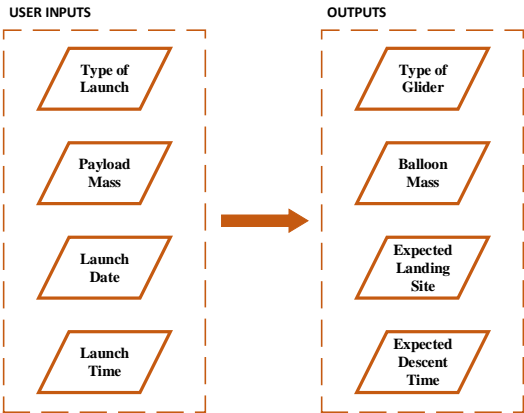 USER INPUTS
Type of
Launch
Payload
Mass
Launch
Date
Launch
Time
OUTPUTS
Type of
Glider
Balloon
Mass
Expected
Landing
Site
Expected
Descent
Time